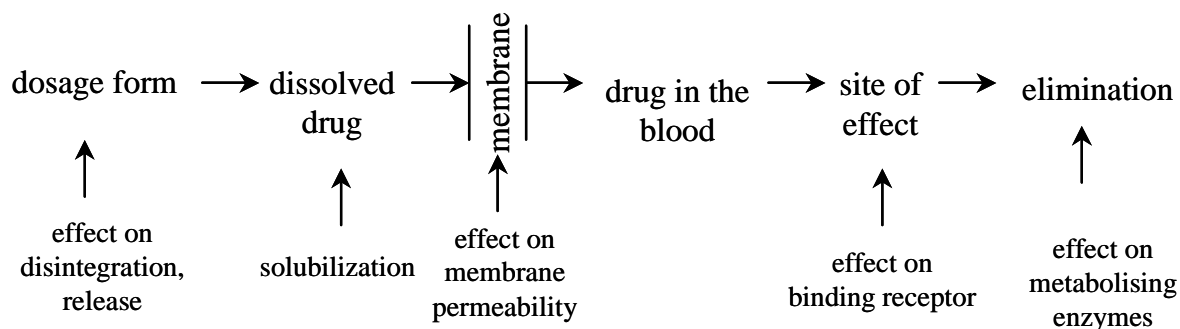 dosage form
dissolved
drug
membrane
drug in the
blood
site of
effect
elimination
effect on
disintegration,
release
solubilization
effect on
membrane
permeability
effect on
binding receptor
effect on
metabolising
enzymes